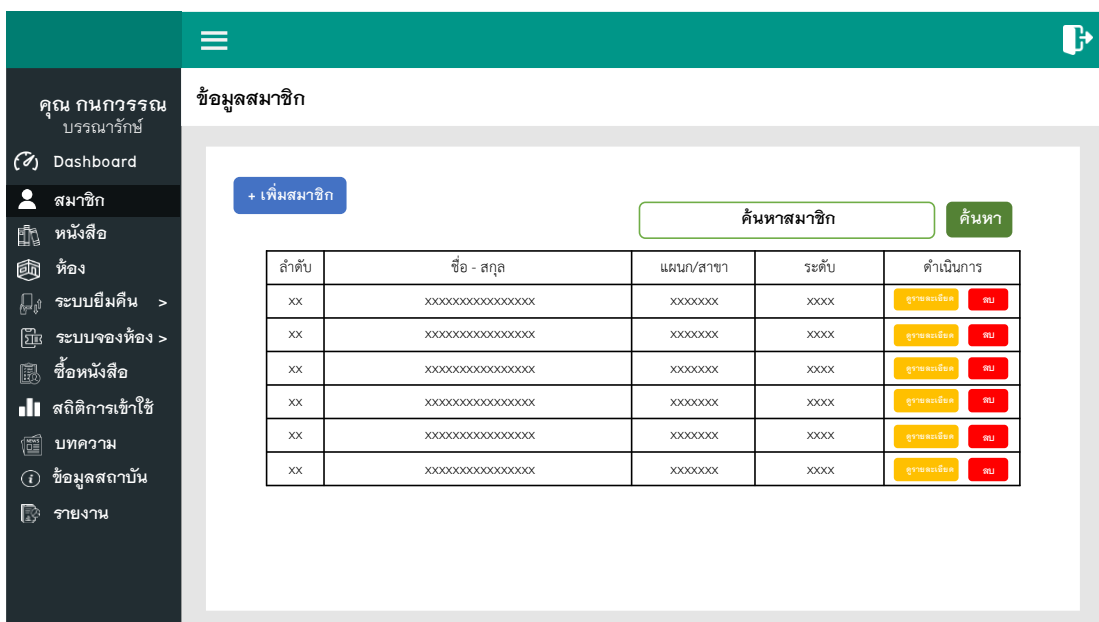 คุณ กนกวรรณ
บรรณารักษ์
Dashboard
สมาชิก
หนังสือ
ห้อง
ระบบยืมคืน >
ระบบจองห้อง >
ซื้อหนังสือ
สถิติการเข้าใช้
บทความ
ข้อมูลสถาบัน
รายงาน
ข้อมูลสมาชิก
+ เพิ่มสมาชิก
ค้นหาสมาชิก ค้นหา
ลำดับ ชื่อ - สกุล แผนก/สาขา ระดับ ดำเนินการ
xx xxxxxxxxxxxxxxxx xxxxxxx xxxx ดูรายละเอียด ลบ
xx xxxxxxxxxxxxxxxx xxxxxxx xxxx ดูรายละเอียด ลบ
xx xxxxxxxxxxxxxxxx xxxxxxx xxxx ดูรายละเอียด ลบ
xx xxxxxxxxxxxxxxxx xxxxxxx xxxx ดูรายละเอียด ลบ
xx xxxxxxxxxxxxxxxx xxxxxxx xxxx ดูรายละเอียด ลบ
xx xxxxxxxxxxxxxxxx xxxxxxx xxxx ดูรายละเอียด ลบ